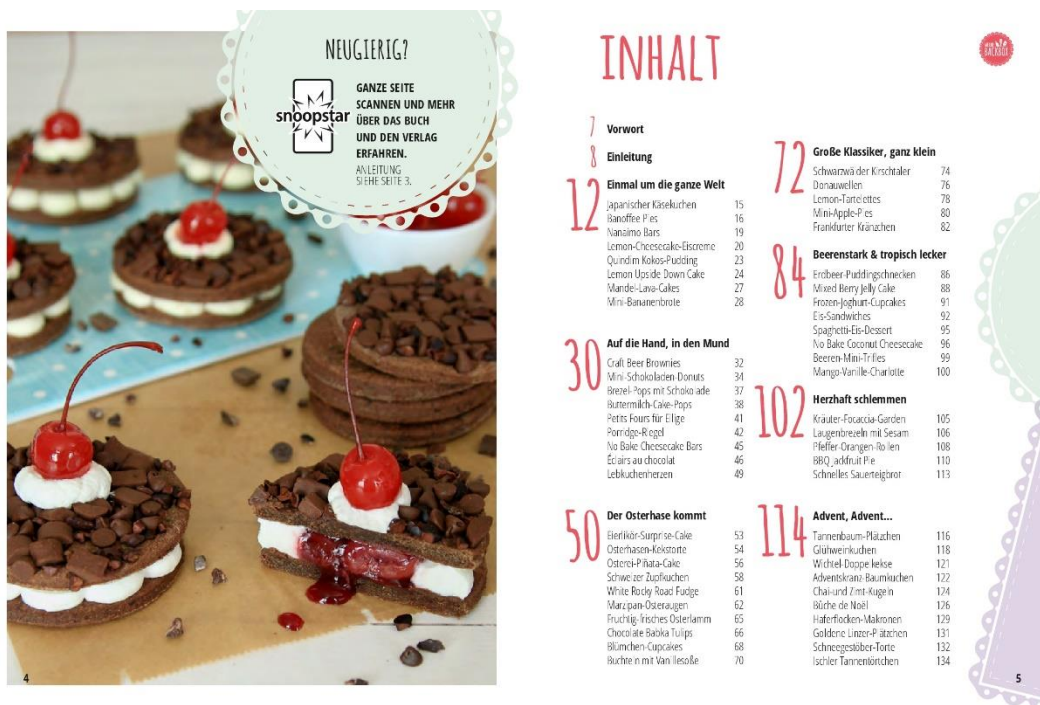 NEUGIERIG?
snoopstar
GANZE SEITE
SCANNEN UND MEHR
ÜBER DAS BUCH
UND DEN VERLAG
ERFAHREN.
ANLEITUNG
SIEHE SEITE 3.
4
INHALT
MEINE
BACKBOX
7 Vorwort
8 Einleitung
12 Einmal um die ganze Welt
Japanischer Käsekuchen 15
Banoffee Pies 16
Nanaimo Bars 19
Lemon-Cheesecake-Eiscreme 20
Quindim Kokos-Pudding 23
Lemon Upside Down Cake 24
Mandel-Lava-Cakes 27
Mini-Bananenbrote 28
30 Auf die Hand, in den Mund
Craft Beer Brownies 32
Mini-Schokoladen-Donuts 34
Brezel-Pops mit Schokolade 37
Buttermilch-Cake-Pops 38
Petits Fours für Eilige 41
Porridge-Riegel 42
No Bake Cheesecake Bars 45
Éclairs au chocolat 46
Lebkuchenherzen 49
50 Der Osterhase kommt
Eierlikör-Surprise-Cake 53
Osterhasen-Kekstorte 54
Osterei-Piñata-Cake 56
Schweizer Zupfkuchen 58
White Rocky Road Fudge 61
Marzipan-Osteraugen 62
Fruchtig-frisches Osterlamm 65
Chocolate Babka Tulips 66
Blümchen-Cupcakes 68
Buchteln mit Vanillesoße 70
72 Große Klassiker, ganz klein
Schwarzwälder Kirschtaler 74
Donauwellen 76
Lemon-Tartelettes 78
Mini-Apple-Pies 80
Frankfurter Kränzchen 82
84 Beerenstark & tropisch lecker
Erdbeer-Puddingschnecken 86
Mixed Berry Jelly Cake 88
Frozen-Joghurt-Cupcakes 91
Eis-Sandwiches 92
Spaghetti-Eis-Dessert 95
No Bake Coconut Cheesecake 96
Beeren-Mini-Trifles 99
Mango-Vanille-Charlotte 100
102 Herzhaft schlemmen
Kräuter-Focaccia-Garden 105
Laugenbrezeln mit Sesam 106
Pfeffer-Orangen-Rollen 108
BBQ Jackfruit Pie 110
Schnelles Sauerteigbrot 113
114 Advent, Advent...
Tannenbaum-Plätzchen 116
Glühweinkuchen 118
Wichtel-Doppelkekse 121
Adventskranz-Baumkuchen 122
Chai-und Zimt-Kugeln 124
Bûche de Noël 126
Haferflocken-Makronen 129
Goldene Linzer-Plätzchen 131
Schneegestöber-Torte 132
Ischler Tannentörtchen 134
5